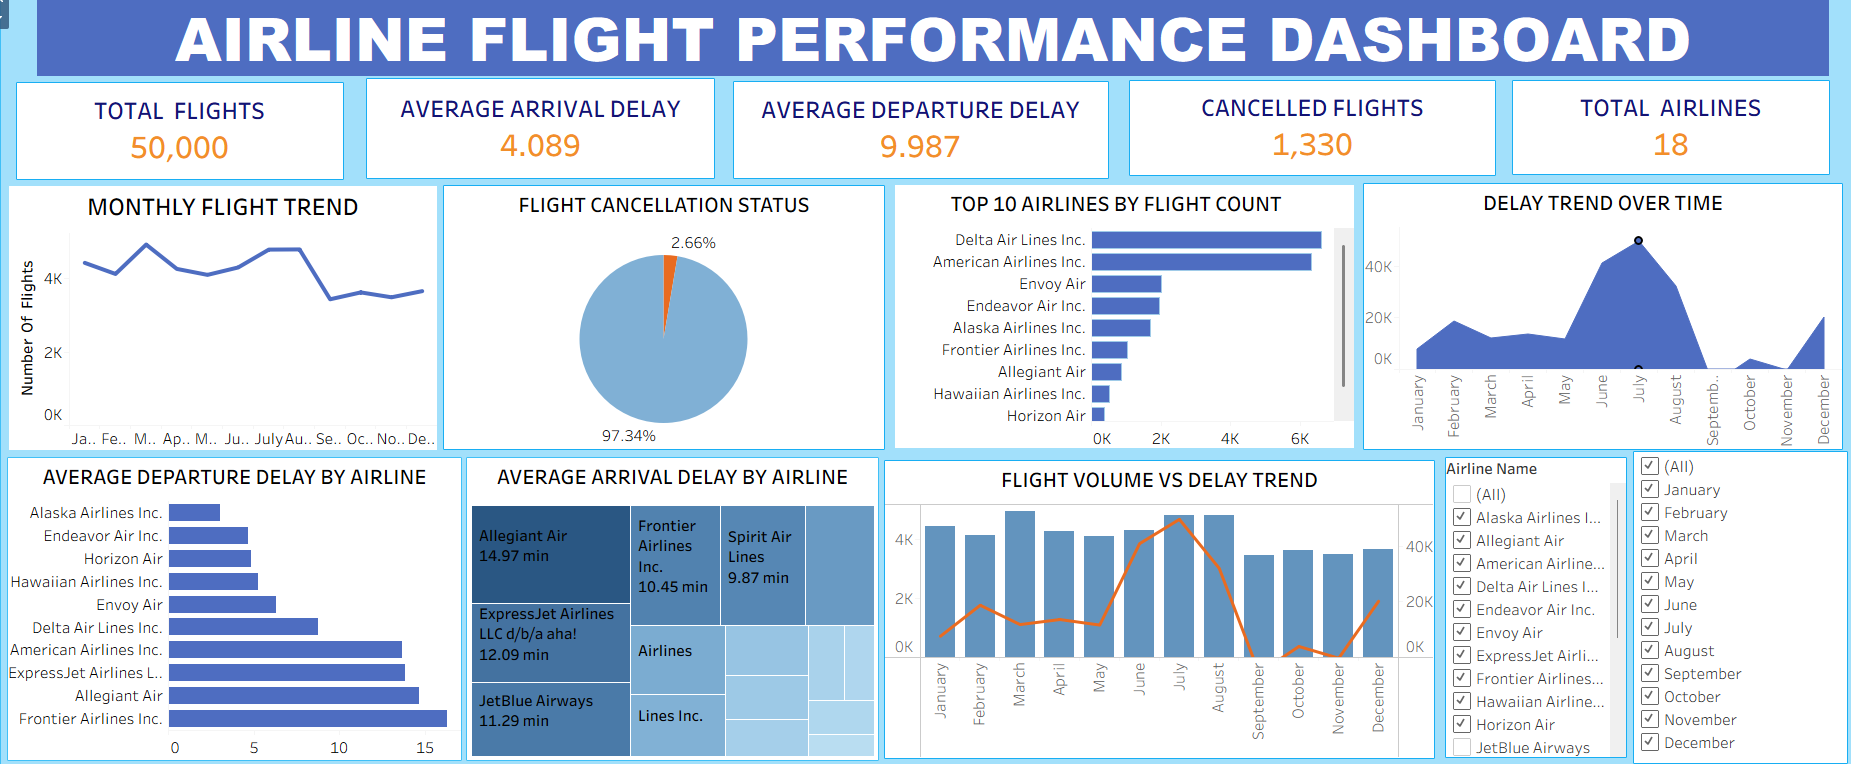 AIRLINE FLIGHT PERFORMANCE DASHBOARD
TOTAL FLIGHTS
50,000
AVERAGE ARRIVAL DELAY
4.089
AVERAGE DEPARTURE DELAY
9.987
CANCELLED FLIGHTS
1,330
TOTAL AIRLINES
18
MONTHLY FLIGHT TREND
Number Of Flights
4K
2K
0K
Ja.. Fe.. M.. Ap.. M.. Ju.. July Au.. Se.. Oc.. No.. De..
FLIGHT CANCELLATION STATUS
2.66%
97.34%
TOP 10 AIRLINES BY FLIGHT COUNT
Delta Air Lines Inc.
American Airlines Inc.
Envoy Air
Endeavor Air Inc.
Alaska Airlines Inc.
Frontier Airlines Inc.
Allegiant Air
Hawaiian Airlines Inc.
Horizon Air
0K 2K 4K 6K
DELAY TREND OVER TIME
40K
20K
0K
January
February
March
April
May
June
July
August
Septemb..
October
November
December
AVERAGE DEPARTURE DELAY BY AIRLINE
Alaska Airlines Inc.
Endeavor Air Inc.
Horizon Air
Hawaiian Airlines Inc.
Envoy Air
Delta Air Lines Inc.
American Airlines Inc.
ExpressJet Airlines L..
Allegiant Air
Frontier Airlines Inc.
0 5 10 15
AVERAGE ARRIVAL DELAY BY AIRLINE
Allegiant Air
14.97 min
ExpressJet Airlines
LLC d/b/a aha!
12.09 min
JetBlue Airways
11.29 min
Frontier
Airlines
Inc.
10.45 min
Spirit Air
Lines
9.87 min
Airlines
Lines Inc.
FLIGHT VOLUME VS DELAY TREND
4K
2K
0K
40K
20K
0K
January
February
March
April
May
June
July
August
September
October
November
December
Airline Name
(All)
Alaska Airlines I...
Allegiant Air
American Airline...
Delta Air Lines I...
Endeavor Air Inc.
Envoy Air
ExpressJet Airli...
Frontier Airlines...
Hawaiian Airline...
Horizon Air
JetBlue Airways
(All)
January
February
March
April
May
June
July
August
September
October
November
December